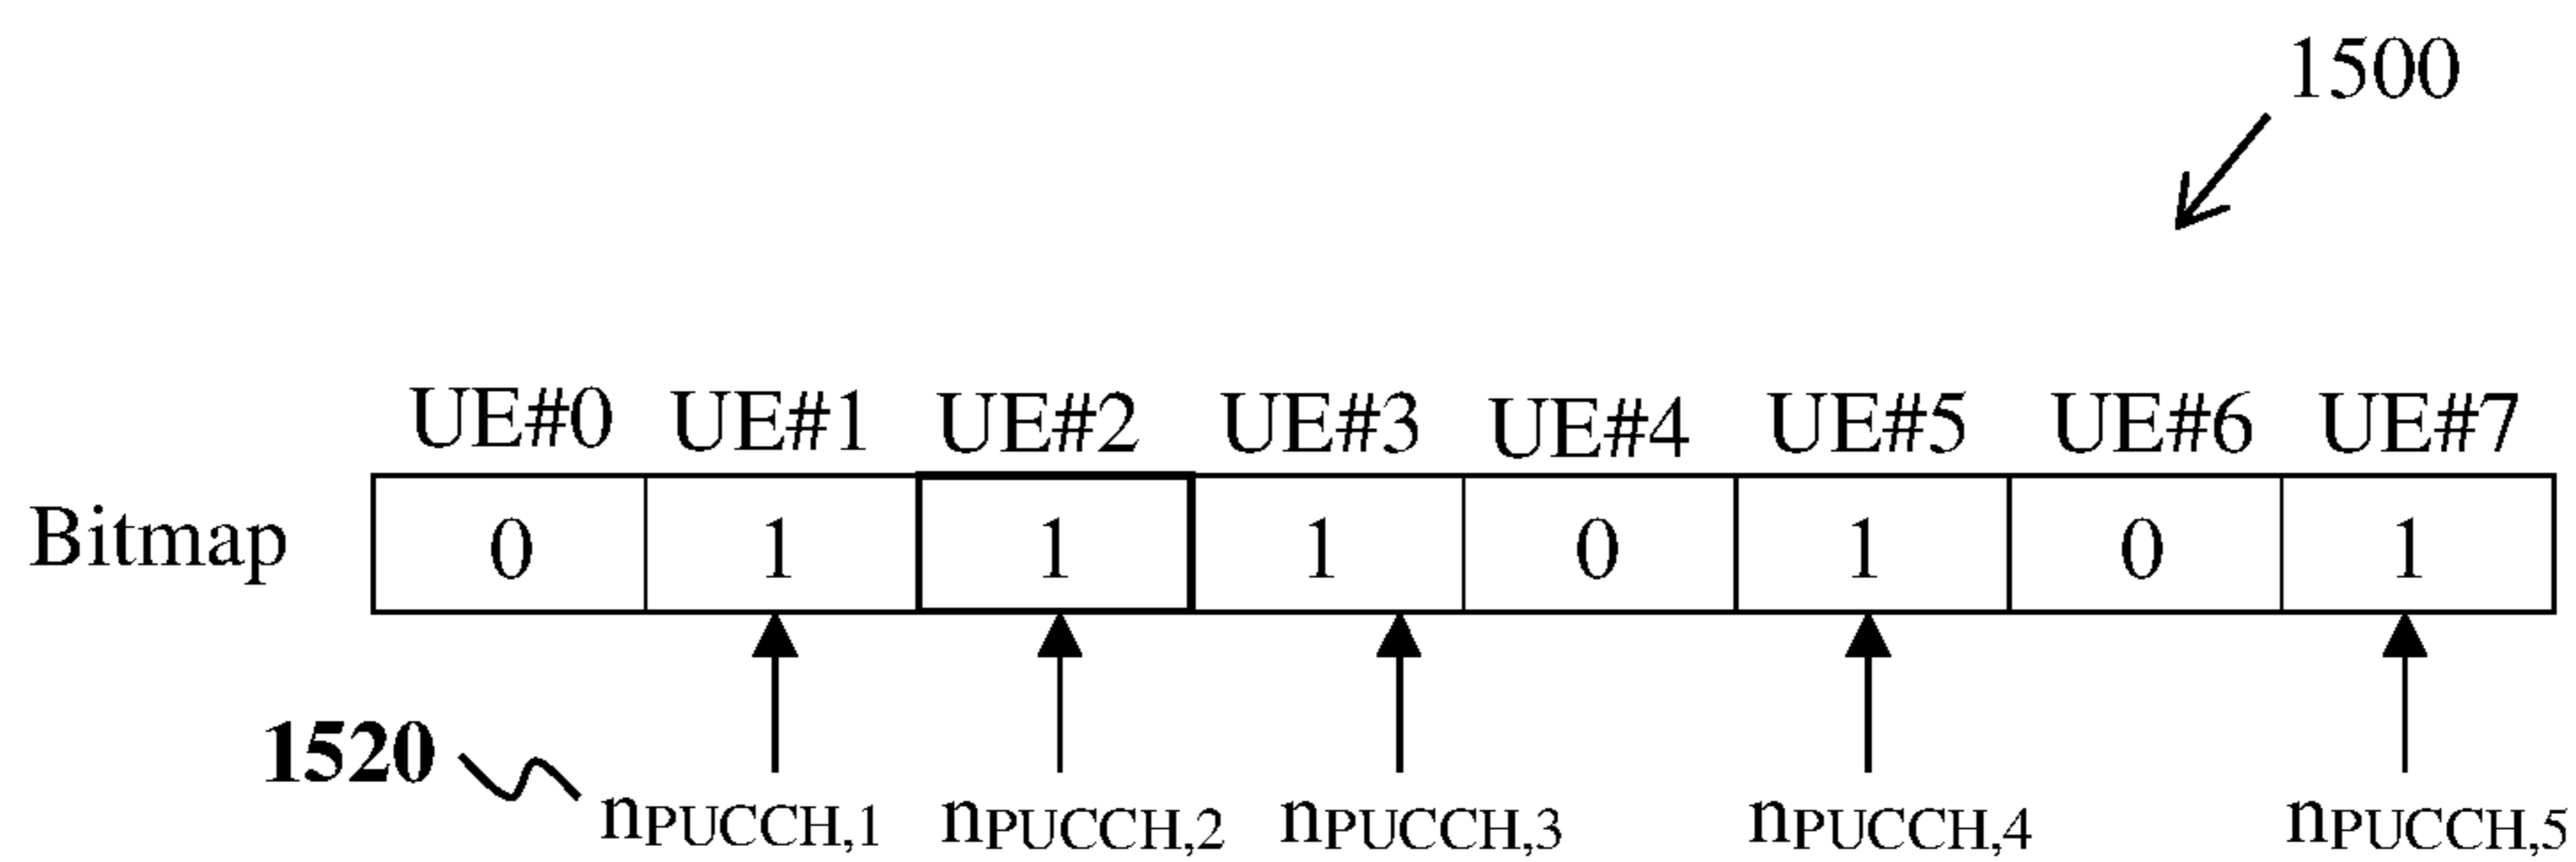 1500
UE#0 UE#1 UE#2 UE#3 UE#4 UE#5 UE#6 UE#7
Bitmap 0 1 1 1 0 1 0 1
1520 nPUCCH,1 nPUCCH,2 nPUCCH,3 nPUCCH,4 nPUCCH,5